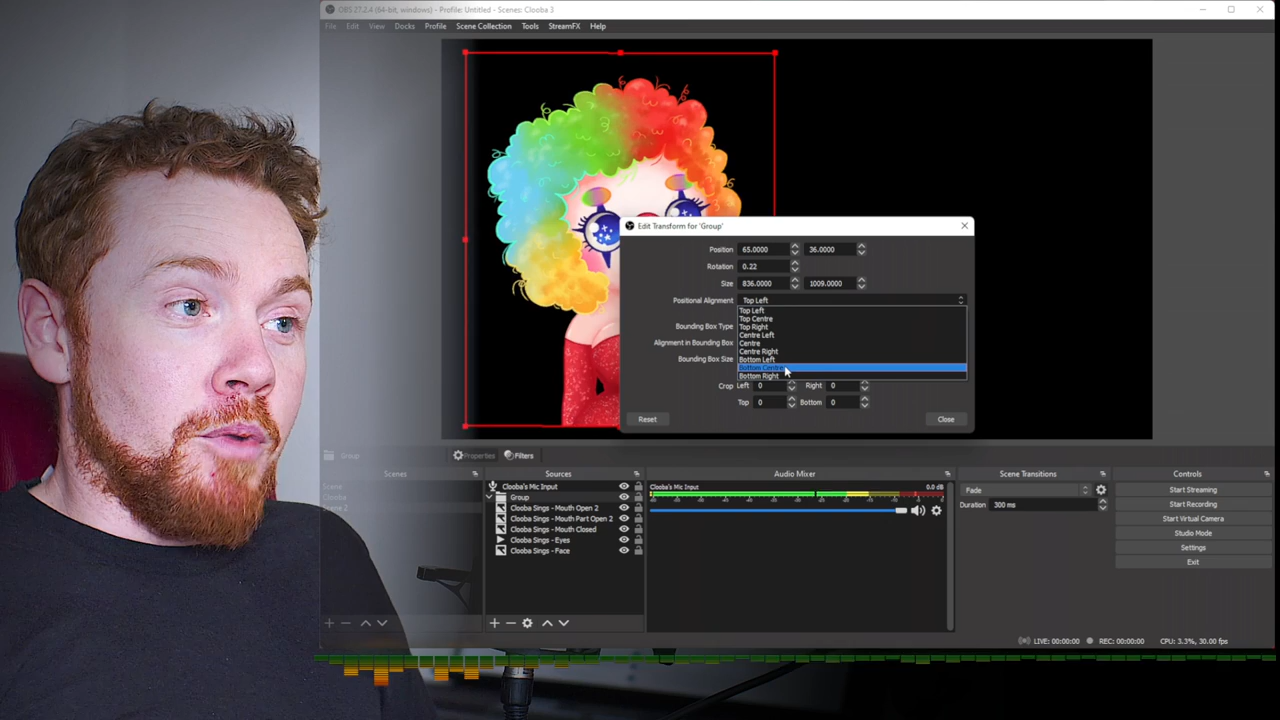 OBS 27.2.4 (64-bit, windows) - Profile: Untitled - Scenes: Clooba 3
File Edit View Docks Profile Scene Collection Tools StreamFX Help
Edit Transform for 'Group'
Position 65.0000 36.0000
Rotation 0.22
Size 836.0000 1009.0000
Positional Alignment Top Left
Top Left
Top Centre
Bounding Box Type Top Right
Centre Left
Alignment in Bounding Box Centre
Centre Right
Bounding Box Size Bottom Left
Bottom Centre
Bottom Right
Crop Left 0 Right 0
Top 0 Bottom 0
Reset Close
Group Properties Filters
Scenes Sources Audio Mixer Scene Transitions Controls
Scene
Clooba
Scene 2
Clooba's Mic Input
Group
Clooba Sings - Mouth Open 2
Clooba Sings - Mouth Part Open 2
Clooba Sings - Mouth Closed
Clooba Sings - Eyes
Clooba Sings - Face
Clooba's Mic Input 0.0 dB
Fade
Duration 300 ms
Start Streaming
Start Recording
Start Virtual Camera
Studio Mode
Settings
Exit
LIVE: 00:00:00 REC: 00:00:00 CPU: 3.3%, 30.00 fps